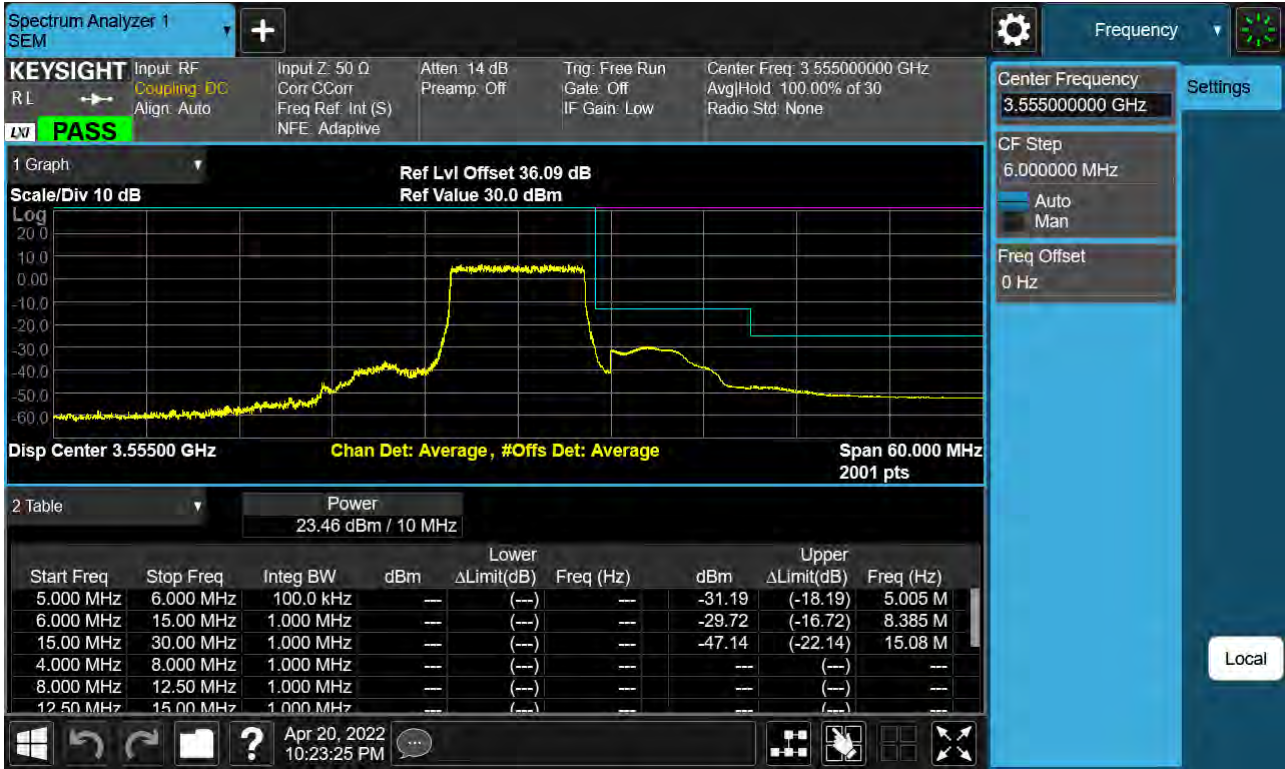 Spectrum Analyzer 1
SEM
+
Frequency
KEYSIGHT
RL
LXI
PASS
Input: RF
Coupling: DC
Align: Auto
Input Z: 50 Ω
Corr CCorr
Freq Ref: Int (S)
NFE: Adaptive
Atten: 14 dB
Preamp: Off
Trig: Free Run
Gate: Off
IF Gain: Low
Center Freq: 3.555000000 GHz
Avg|Hold: 100.00% of 30
Radio Std: None
Center Frequency
3.555000000 GHz
Settings
CF Step
6.000000 MHz
Auto
Man
Freq Offset
0 Hz
Local
1 Graph
Scale/Div 10 dB
Ref Lvl Offset 36.09 dB
Ref Value 30.0 dBm
Log
20.0
10.0
0.00
-10.0
-20.0
-30.0
-40.0
-50.0
-60.0
Disp Center 3.55500 GHz
Chan Det: Average, #Offs Det: Average
Span 60.000 MHz
2001 pts
2 Table
Power
23.46 dBm / 10 MHz
Lower Upper
Start Freq Stop Freq Integ BW dBm ΔLimit(dB) Freq (Hz) dBm ΔLimit(dB) Freq (Hz)
5.000 MHz 6.000 MHz 100.0 kHz --- (---) --- -31.19 (-18.19) 5.005 M
6.000 MHz 15.00 MHz 1.000 MHz --- (---) --- -29.72 (-16.72) 8.385 M
15.00 MHz 30.00 MHz 1.000 MHz --- (---) --- -47.14 (-22.14) 15.08 M
4.000 MHz 8.000 MHz 1.000 MHz --- (---) --- --- (---) ---
8.000 MHz 12.50 MHz 1.000 MHz --- (---) --- --- (---) ---
12.50 MHz 15.00 MHz 1.000 MHz --- (---) --- --- (---) ---
?
Apr 20, 2022
10:23:25 PM